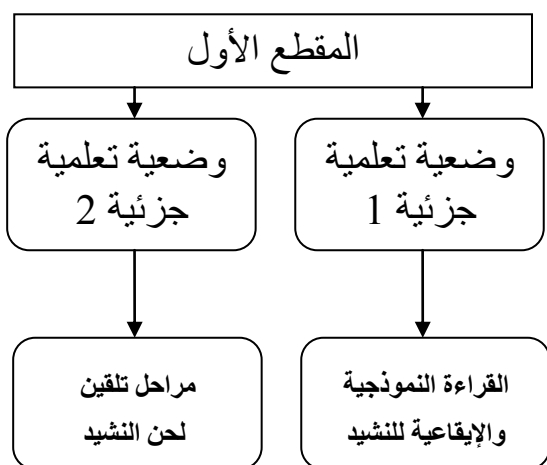 المقطع الأول
وضعية تعلمية
جزئية 1
وضعية تعلمية
جزئية 2
القراءة النموذجية
والإيقاعية للنشيد
مراحل تلقين
لحن النشيد